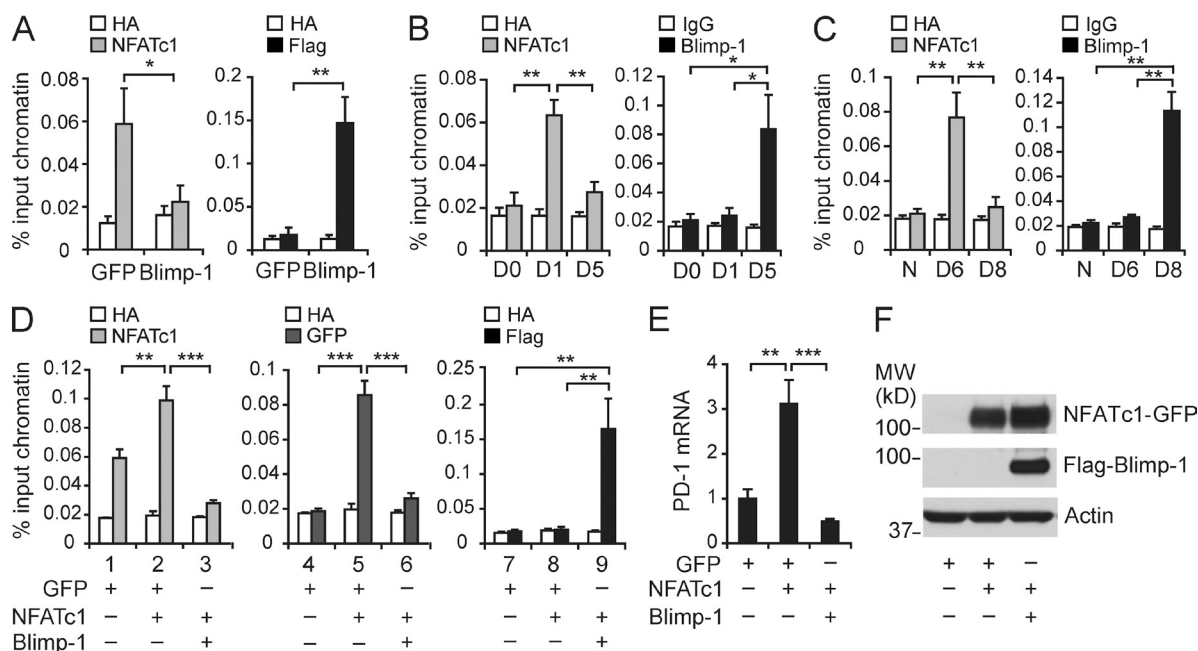 A
HA
NFATc1
HA
Flag
% input chromatin
0.08
0.06
0.04
0.02
0
*
GFP Blimp-1
0.2
0.15
0.1
0.05
0
**
GFP Blimp-1
B
HA
NFATc1
IgG
Blimp-1
% input chromatin
0.08
0.06
0.04
0.02
0
** **
D0 D1 D5
0.12
0.1
0.08
0.06
0.04
0.02
0
*
*
D0 D1 D5
C
HA
NFATc1
IgG
Blimp-1
% input chromatin
0.1
0.08
0.06
0.04
0.02
0
** **
N D6 D8
0.14
0.12
0.1
0.08
0.06
0.04
0.02
0
**
**
N D6 D8
D
HA
NFATc1
HA
GFP
HA
Flag
% input chromatin
0.12
0.1
0.08
0.06
0.04
0.02
0
** ***
1 2 3
0.1
0.08
0.06
0.04
0.02
0
*** ***
4 5 6
0.25
0.2
0.15
0.1
0.05
0
**
**
7 8 9
GFP + + – + + – + + –
NFATc1 – + + – + + – + +
Blimp-1 – – + – – + – – +
E
PD-1 mRNA
4
3
2
1
0
** ***
GFP + + –
NFATc1 – + +
Blimp-1 – – +
F
MW
(kD)
100–
NFATc1-GFP
100–
Flag-Blimp-1
37–
Actin
+ + –
– + +
– – +